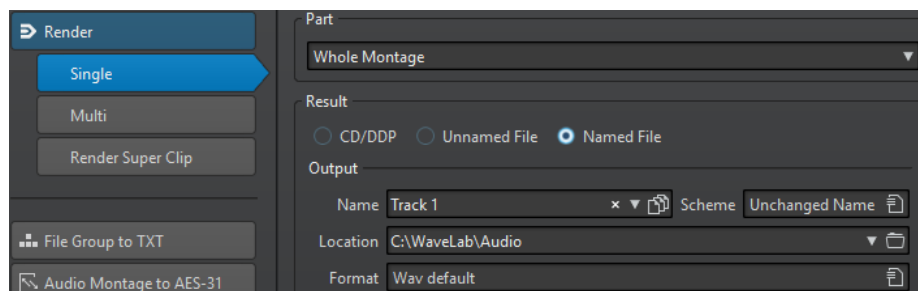 Render
Single
Multi
Render Super Clip
File Group to TXT
Audio Montage to AES-31
Part
Whole Montage
Result
CD/DDP Unnamed File Named File
Output
Name Track 1 Scheme Unchanged Name
Location C:\WaveLab\Audio
Format Wav default